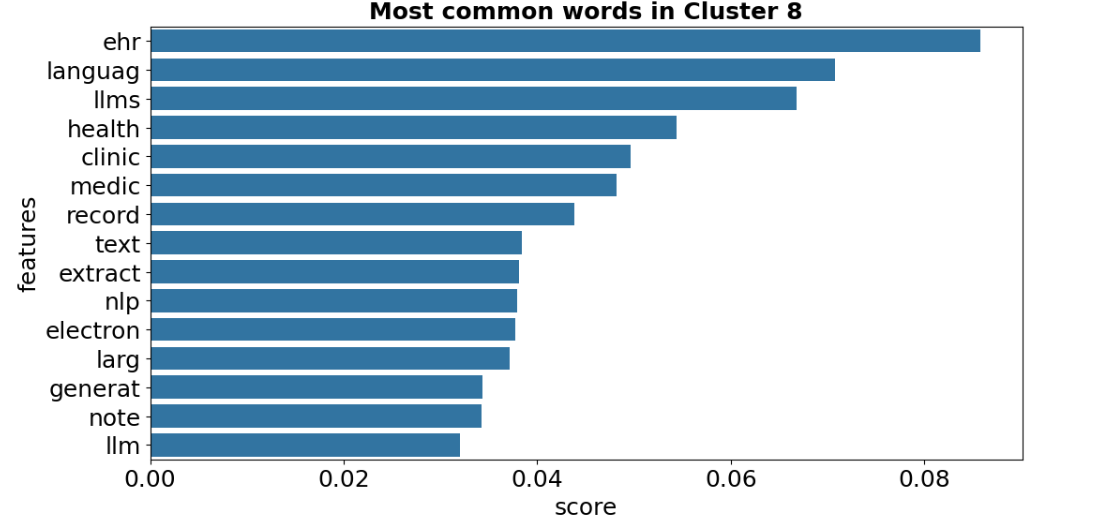 Most common words in Cluster 8
ehr
languag
llms
health
clinic
medic
record
text
extract
nlp
electron
larg
generat
note
llm
features
0.00 0.02 0.04 0.06 0.08
score